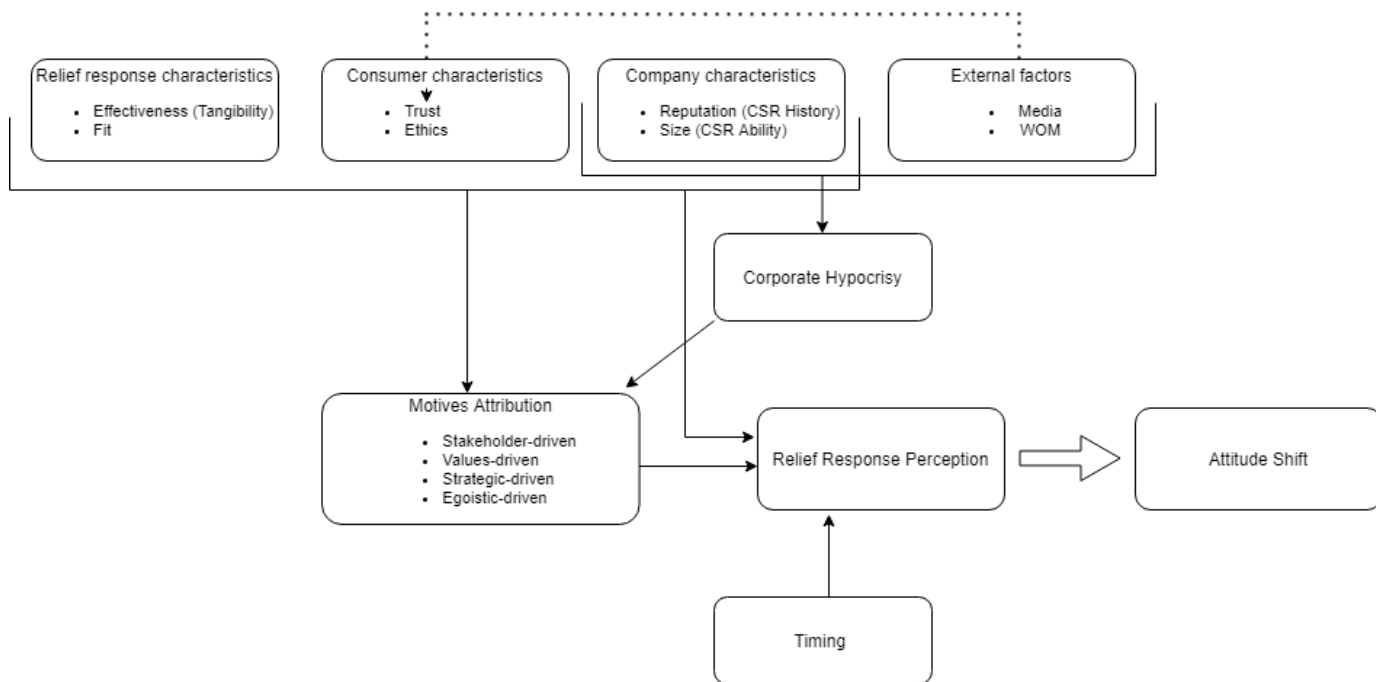 Relief response characteristics
• Effectiveness (Tangibility)
• Fit
Consumer characteristics
• Trust
• Ethics
Company characteristics
• Reputation (CSR History)
• Size (CSR Ability)
External factors
• Media
• WOM
Corporate Hypocrisy
Motives Attribution
• Stakeholder-driven
• Values-driven
• Strategic-driven
• Egoistic-driven
Relief Response Perception
Attitude Shift
Timing